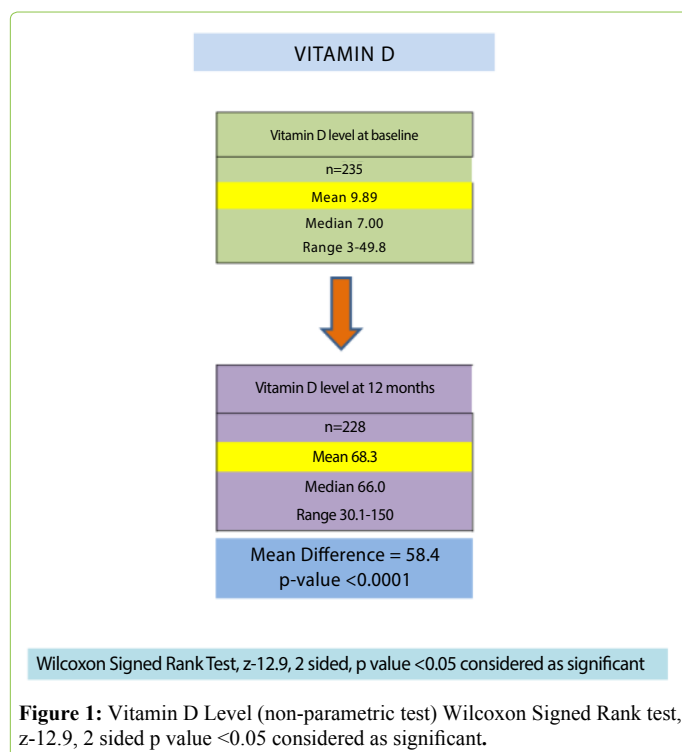 VITAMIN D
Vitamin D level at baseline
n=235
Mean 9.89
Median 7.00
Range 3-49.8
Vitamin D level at 12 months
n=228
Mean 68.3
Median 66.0
Range 30.1-150
Mean Difference = 58.4
p-value <0.0001
Wilcoxon Signed Rank Test, z-12.9, 2 sided, p value <0.05 considered as significant
Figure 1: Vitamin D Level (non-parametric test) Wilcoxon Signed Rank test,
z-12.9, 2 sided p value <0.05 considered as significant.